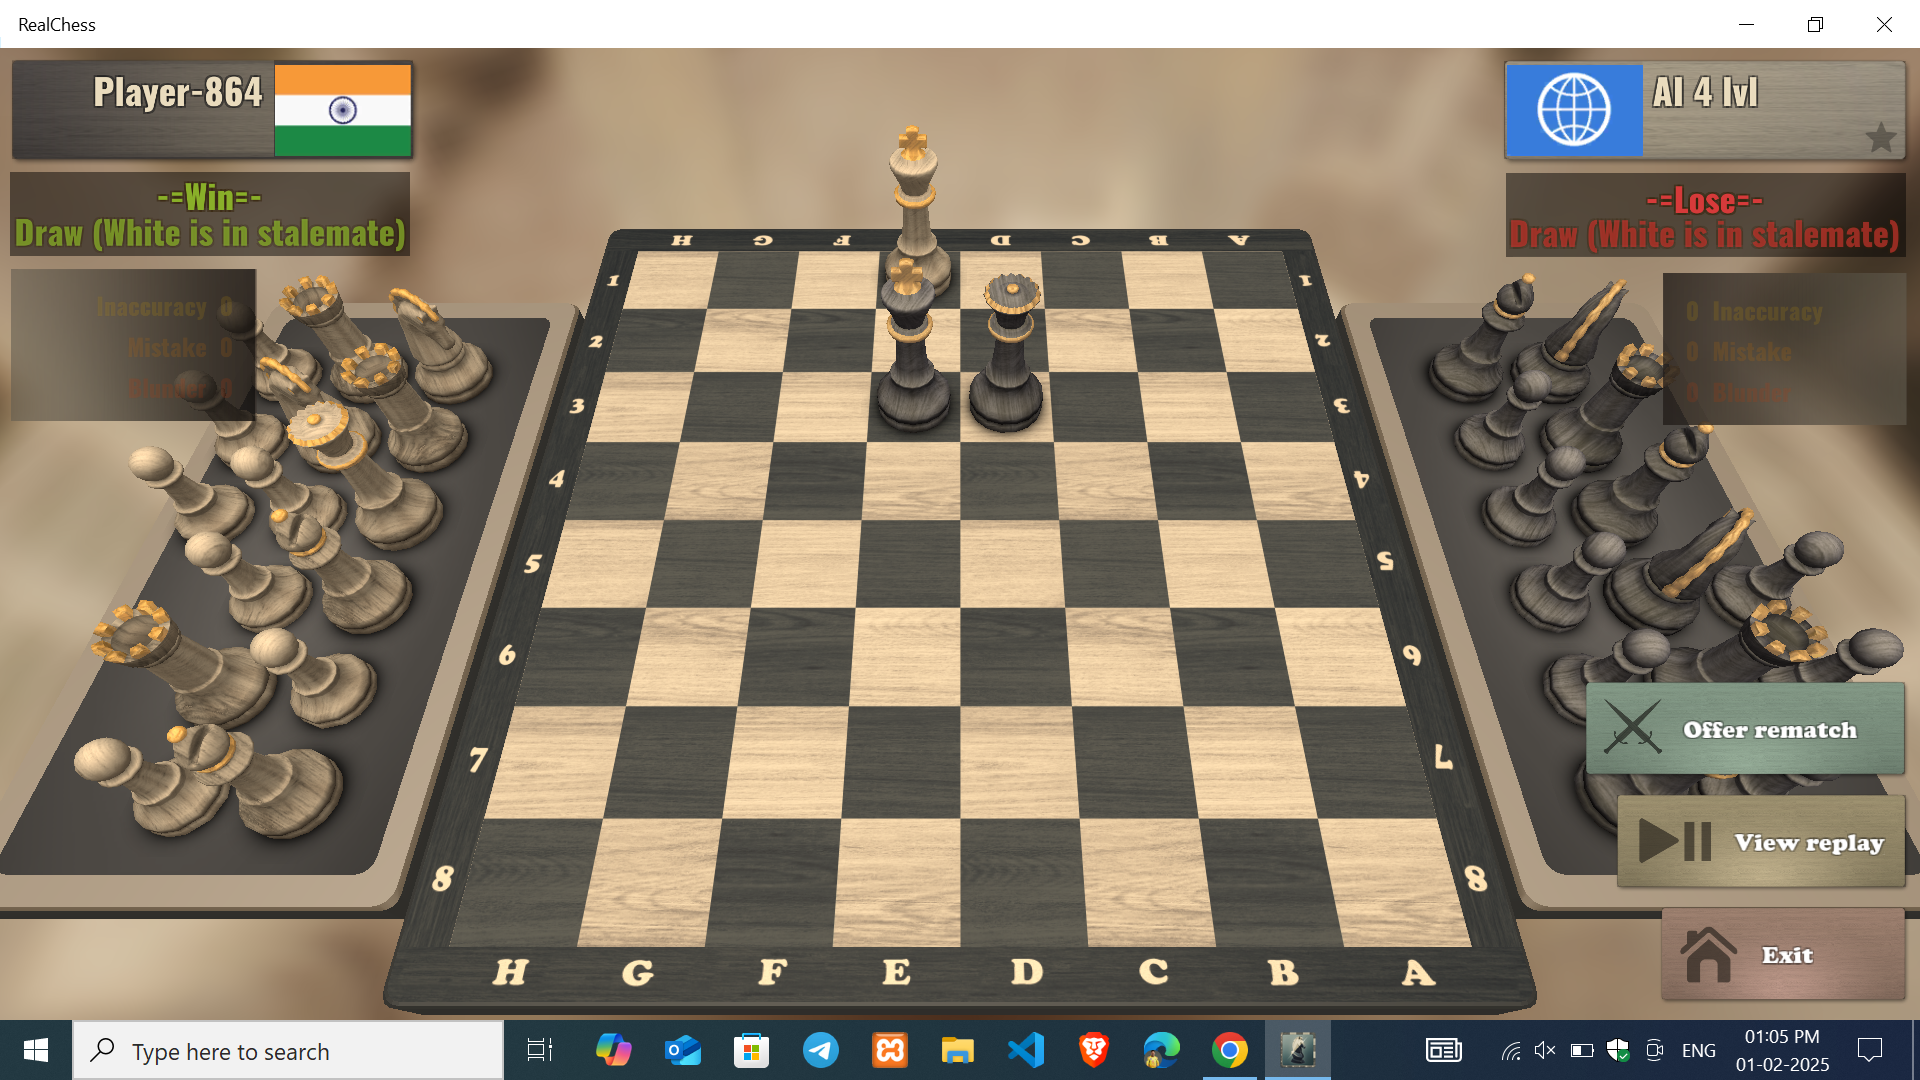 RealChess
Player-864
AI 4 lvl
-=Win=-
Draw (White is in stalemate)
-=Lose=-
Draw (White is in stalemate)
Inaccuracy 0
Mistake 0
Blunder 0
0 Inaccuracy
0 Mistake
0 Blunder
H G F D C B A
1 1
2 2
3 3
4 4
5 5
6 6
7 7
8 8
H G F E D C B A
Offer rematch
View replay
Exit
Type here to search
ENG
01:05 PM
01-02-2025